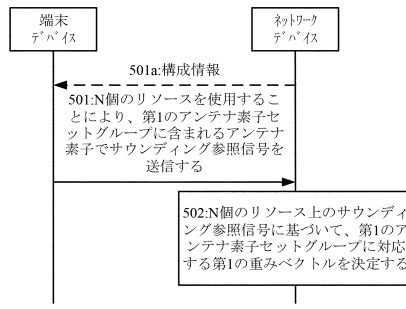 端末
デバイス
ネットワーク
デバイス
501a:構成情報
501:N個のリソースを使用するこ
とにより、第1のアンテナ素子セ
ットグループに含まれるアンテナ
素子でサウンディング参照信号を
送信する
502:N個のリソース上のサウンディ
ング参照信号に基づいて、第1のア
ンテナ素子セットグループに対応
する第1の重みベクトルを決定する